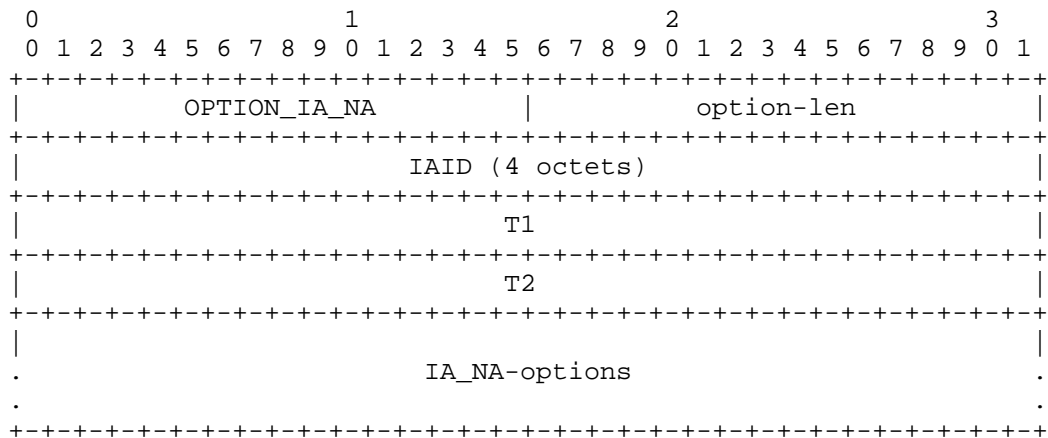 0                   1                   2                   3
 0 1 2 3 4 5 6 7 8 9 0 1 2 3 4 5 6 7 8 9 0 1 2 3 4 5 6 7 8 9 0 1
+-+-+-+-+-+-+-+-+-+-+-+-+-+-+-+-+-+-+-+-+-+-+-+-+-+-+-+-+-+-+-+-+
|          OPTION_IA_NA         |          option-len           |
+-+-+-+-+-+-+-+-+-+-+-+-+-+-+-+-+-+-+-+-+-+-+-+-+-+-+-+-+-+-+-+-+
|                        IAID (4 octets)                        |
+-+-+-+-+-+-+-+-+-+-+-+-+-+-+-+-+-+-+-+-+-+-+-+-+-+-+-+-+-+-+-+-+
|                              T1                               |
+-+-+-+-+-+-+-+-+-+-+-+-+-+-+-+-+-+-+-+-+-+-+-+-+-+-+-+-+-+-+-+-+
|                              T2                               |
+-+-+-+-+-+-+-+-+-+-+-+-+-+-+-+-+-+-+-+-+-+-+-+-+-+-+-+-+-+-+-+-+
|                                                               |
.                         IA_NA-options                         .
.                                                               .
+-+-+-+-+-+-+-+-+-+-+-+-+-+-+-+-+-+-+-+-+-+-+-+-+-+-+-+-+-+-+-+-+